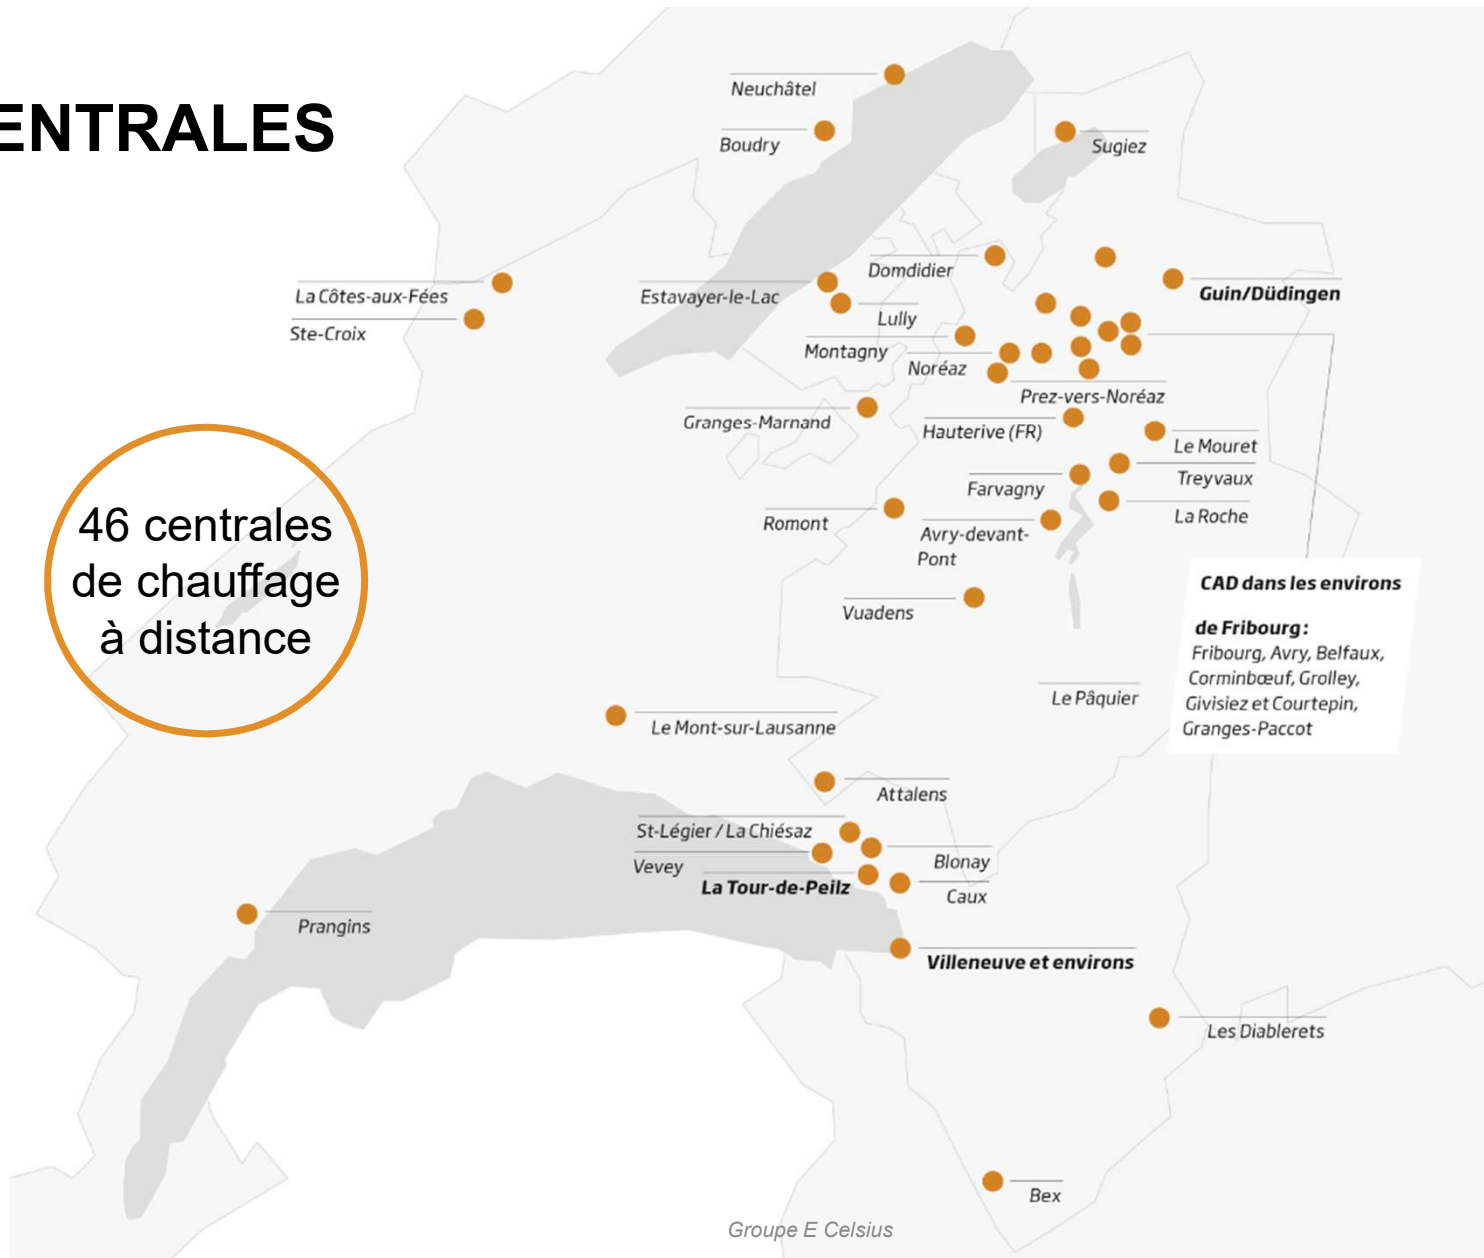 ENTRALES
Neuchâtel
Boudry
Sugiez
Domdidier
La Côtes-aux-Fées
Estavayer-le-Lac
Guin/Düdingen
Lully
Ste-Croix
Montagny
Noréaz
Prez-vers-Noréaz
Granges-Marnand
Hauterive (FR)
Le Mouret
Treyvaux
Farvagny
La Roche
Romont
Avry-devant-
Pont
46 centrales
de chauffage
à distance
Vuadens
CAD dans les environs
de Fribourg:
Fribourg, Avry, Belfaux,
Corminbœuf, Grolley,
Givisiez et Courtepin,
Granges-Paccot
Le Pâquier
Le Mont-sur-Lausanne
Attalens
St-Légier / La Chiésaz
Vevey
Blonay
La Tour-de-Peilz
Caux
Prangins
Villeneuve et environs
Les Diablerets
Bex
Groupe E Celsius